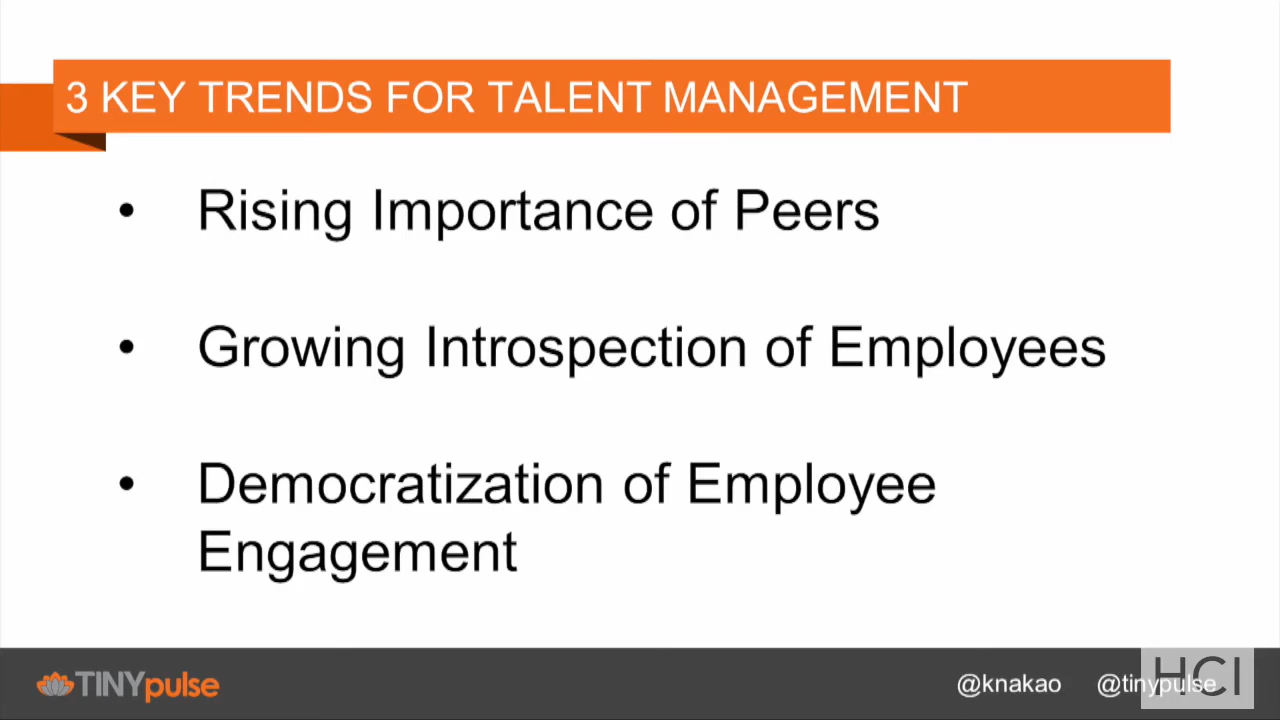 3 KEY TRENDS FOR TALENT MANAGEMENT
• Rising Importance of Peers
• Growing Introspection of Employees
• Democratization of Employee
Engagement
TINYpulse
@knakao @tinypulse
HCI